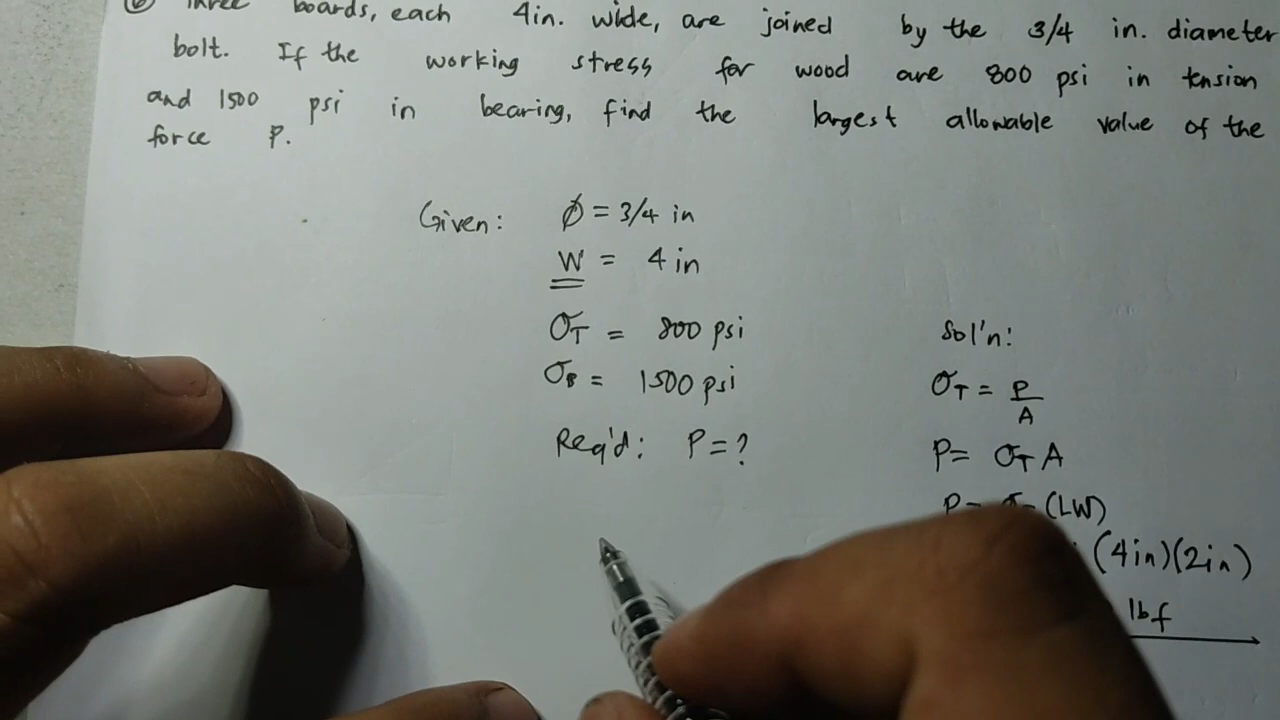 Three boards, each 4in. wide, are joined by the 3/4 in. diameter
bolt. If the working stress for wood are 800 psi in tension
and 1500 psi in bearing, find the largest allowable value of the
force P.
Given: Ø = 3/4 in
W = 4 in
σT = 800 psi
σB = 1500 psi
Req'd: P = ?
Sol'n:
σT = P/A
P = σT A
P = (LW)
(4in)(2in)
lbf